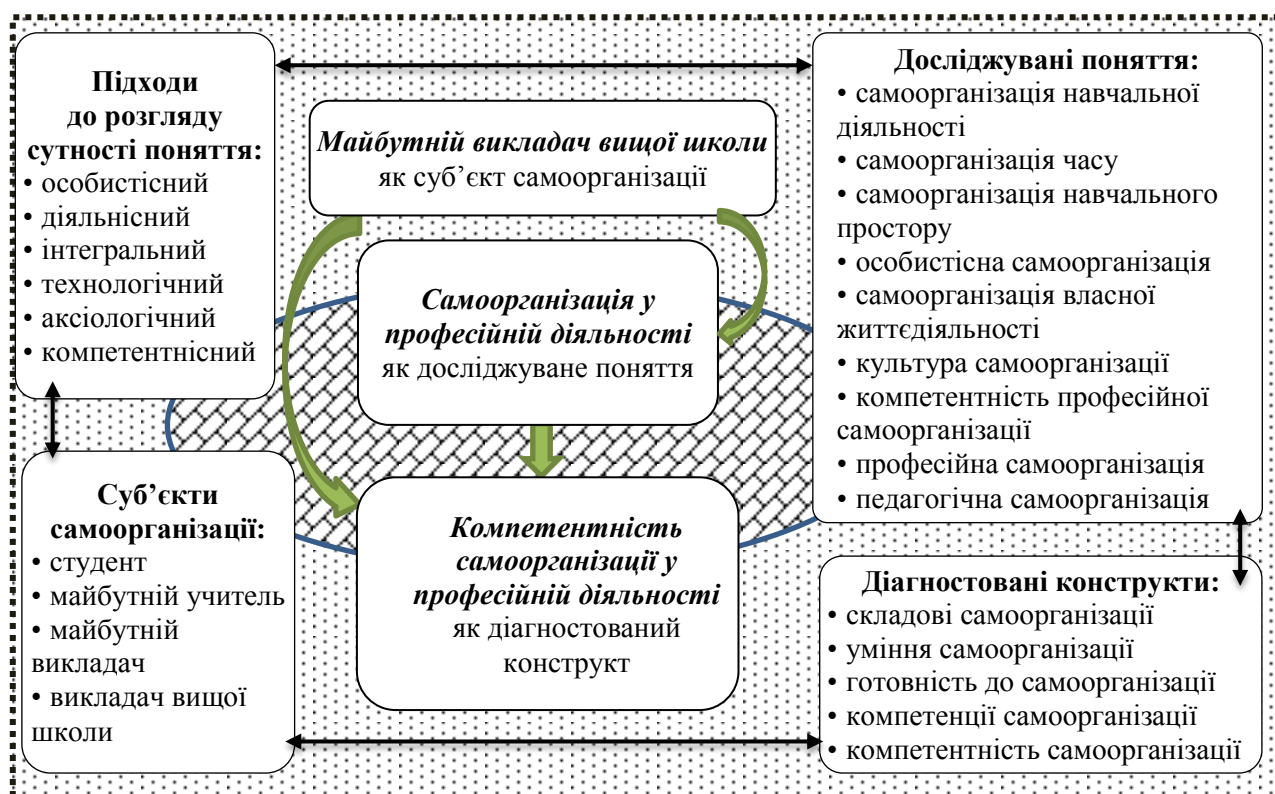 Підходи
до розгляду
сутності поняття:
• особистісний
• діяльнісний
• інтегральний
• технологічний
• аксіологічний
• компетентнісний
Майбутній викладач вищої школи
як суб’єкт самоорганізації
Самоорганізація у
професійній діяльності
як досліджуване поняття
Компетентність
самоорганізації у
професійній діяльності
як діагностований
конструкт
Досліджувані поняття:
• самоорганізація навчальної
діяльності
• самоорганізація часу
• самоорганізація навчального
простору
• особистісна самоорганізація
• самоорганізація власної
життєдіяльності
• культура самоорганізації
• компетентність професійної
самоорганізації
• професійна самоорганізація
• педагогічна самоорганізація
Суб’єкти
самоорганізації:
• студент
• майбутній учитель
• майбутній
викладач
• викладач вищої
школи
Діагностовані конструкти:
• складові самоорганізації
• уміння самоорганізації
• готовність до самоорганізації
• компетенції самоорганізації
• компетентність самоорганізації